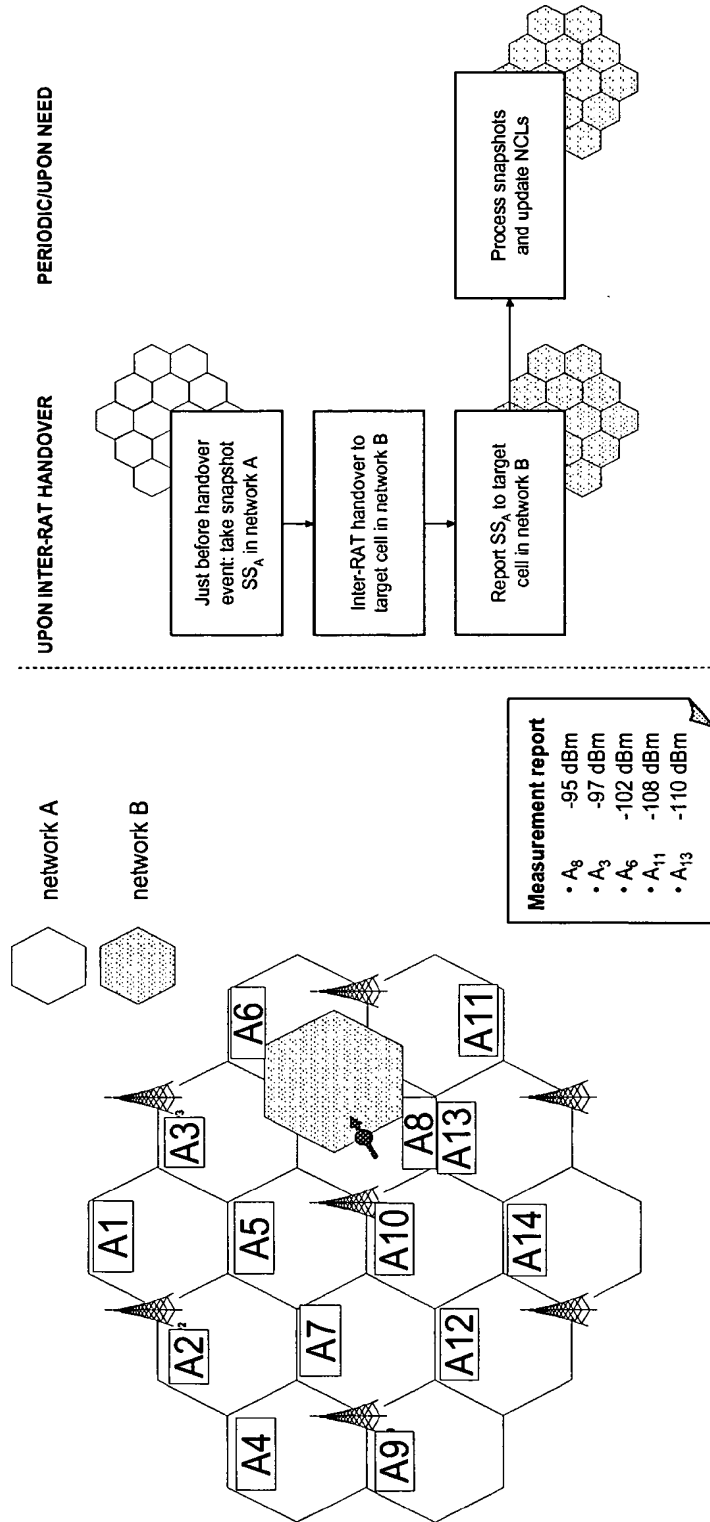 network A
network B
A1
A2
A3
A4
A5
A6
A7
A8
A9
A10
A11
A12
A13
A14
Measurement report
• A8 -95 dBm
• A3 -97 dBm
• A6 -102 dBm
• A11 -108 dBm
• A13 -110 dBm
UPON INTER-RAT HANDOVER
PERIODIC/UPON NEED
Just before handover
event: take snapshot
SSA in network A
Inter-RAT handover to
target cell in network B
Report SSA to target
cell in network B
Process snapshots
and update NCLs